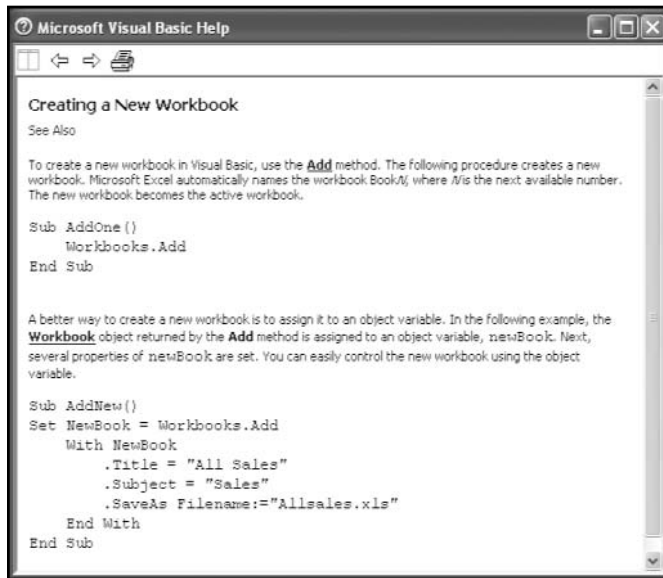 Microsoft Visual Basic Help
Creating a New Workbook
See Also
To create a new workbook in Visual Basic, use the Add method. The following procedure creates a new
workbook. Microsoft Excel automatically names the workbook BookN, where N is the next available number.
The new workbook becomes the active workbook.
Sub AddOne()
    Workbooks.Add
End Sub
A better way to create a new workbook is to assign it to an object variable. In the following example, the
Workbook object returned by the Add method is assigned to an object variable, newBook. Next,
several properties of newBook are set. You can easily control the new workbook using the object
variable.
Sub AddNew()
Set NewBook = Workbooks.Add
    With NewBook
        .Title = "All Sales"
        .Subject = "Sales"
        .SaveAs Filename:="Allsales.xls"
    End With
End Sub